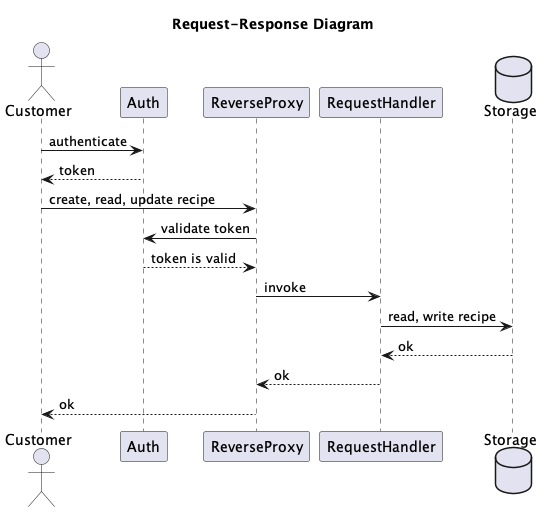 Request-Response Diagram
Customer
Auth
ReverseProxy
RequestHandler
Storage
authenticate
token
create, read, update recipe
validate token
token is valid
invoke
read, write recipe
ok
ok
ok
Customer
Auth
ReverseProxy
RequestHandler
Storage